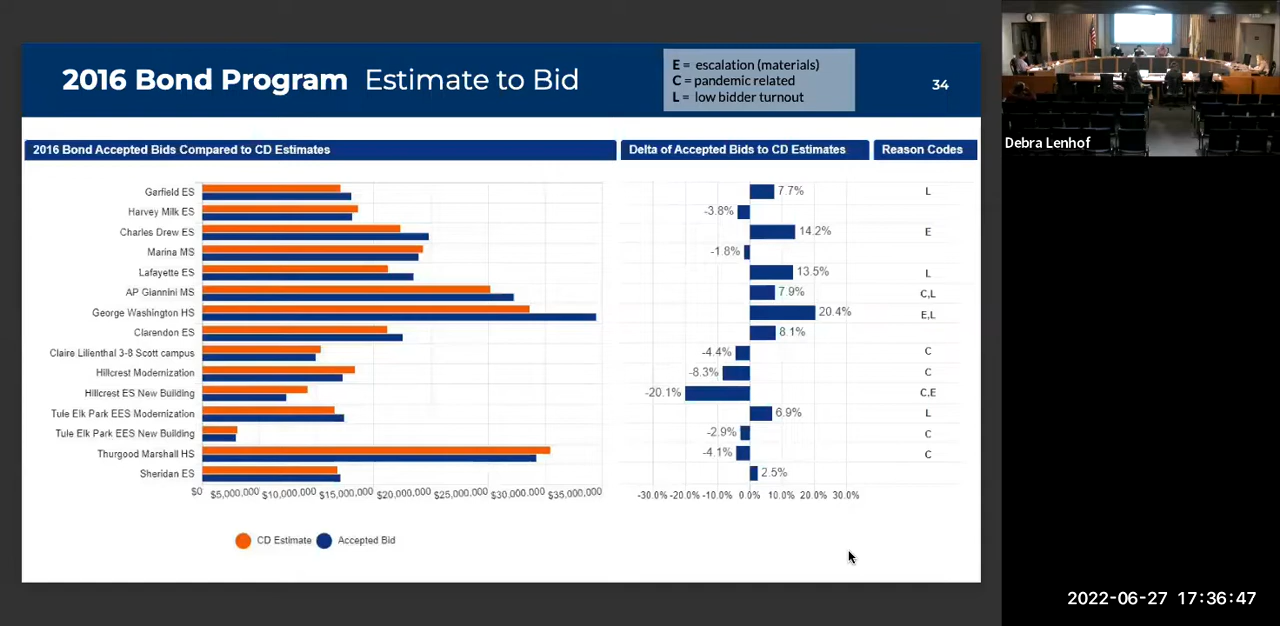 2016 Bond Program Estimate to Bid
E = escalation (materials)
C = pandemic related
L = low bidder turnout
34
Debra Lenhof
2016 Bond Accepted Bids Compared to CD Estimates
Delta of Accepted Bids to CD Estimates
Reason Codes
Garfield ES 7.7% L
Harvey Milk ES -3.8%
Charles Drew ES 14.2% E
Marina MS -1.8%
Lafayette ES 13.5% L
AP Giannini MS 7.9% C,L
George Washington HS 20.4% E,L
Clarendon ES 8.1%
Claire Lilienthal 3-8 Scott campus -4.4% C
Hillcrest Modernization -8.3% C
Hillcrest ES New Building -20.1% C,E
Tule Elk Park EES Modernization 6.9% L
Tule Elk Park EES New Building -2.9% C
Thurgood Marshall HS -4.1% C
Sheridan ES 2.5%
$0 $5,000,000 $10,000,000 $15,000,000 $20,000,000 $25,000,000 $30,000,000 $35,000,000
-30.0% -20.0% -10.0% 0.0% 10.0% 20.0% 30.0%
CD Estimate Accepted Bid
2022-06-27 17:36:47